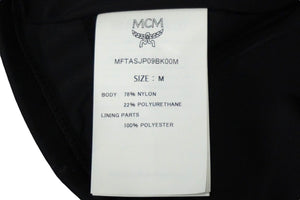 MCM
MFTASJP09BK00M
SIZE : M
BODY 78% NYLON
22% POLYURETHANE
LINING PARTS
100% POLYESTER